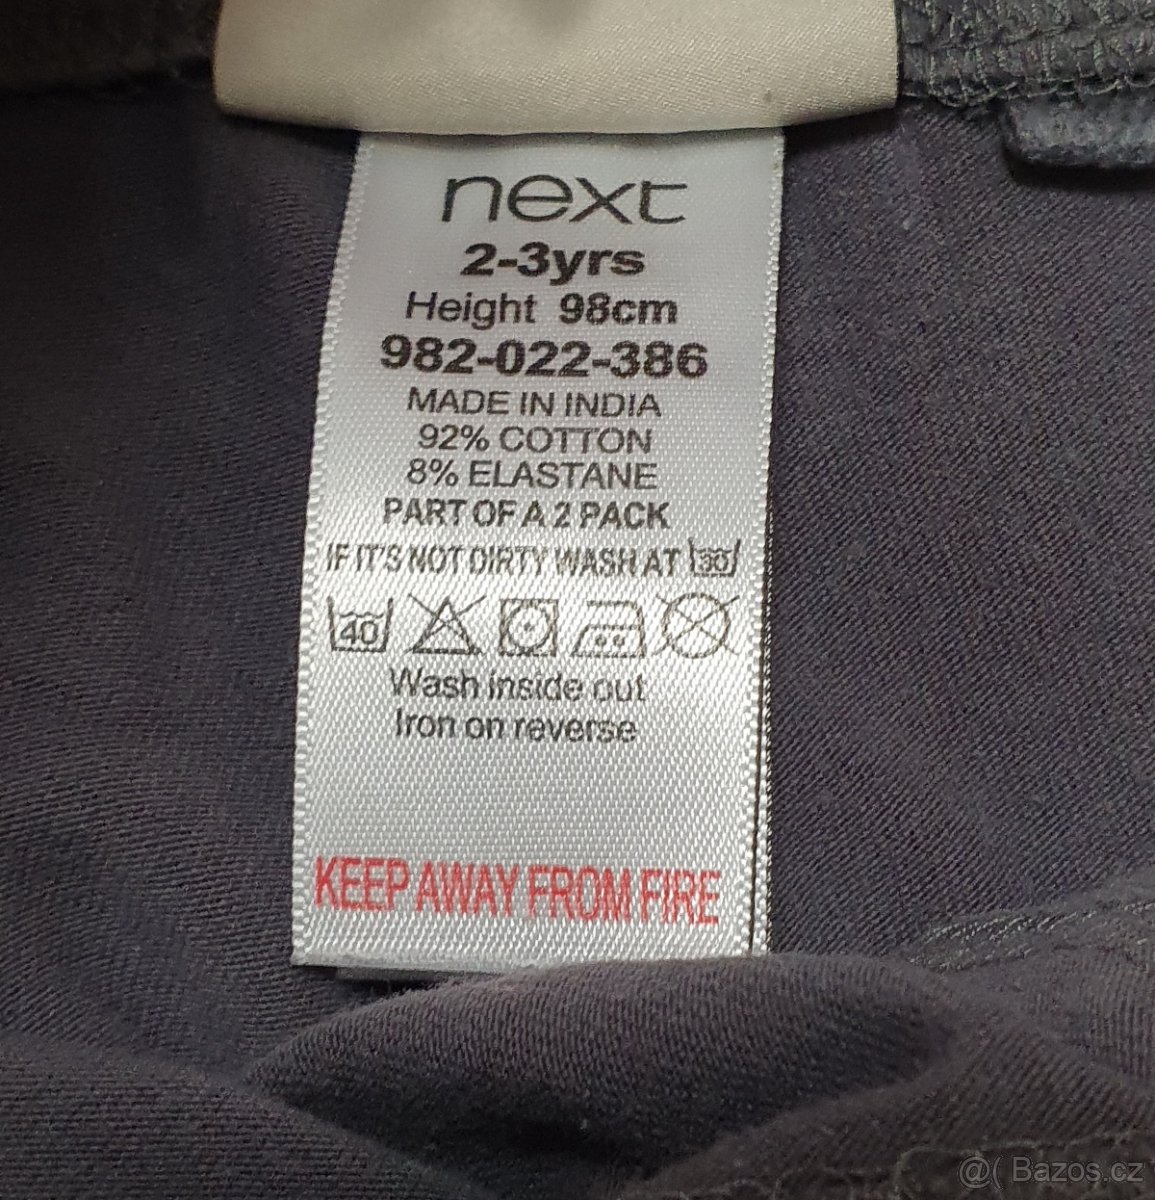 next
2-3yrs
Height 98cm
982-022-386
MADE IN INDIA
92% COTTON
8% ELASTANE
PART OF A 2 PACK
IF IT'S NOT DIRTY WASH AT 30
40
Wash inside out
Iron on reverse
KEEP AWAY FROM FIRE
@( Bazos.cz